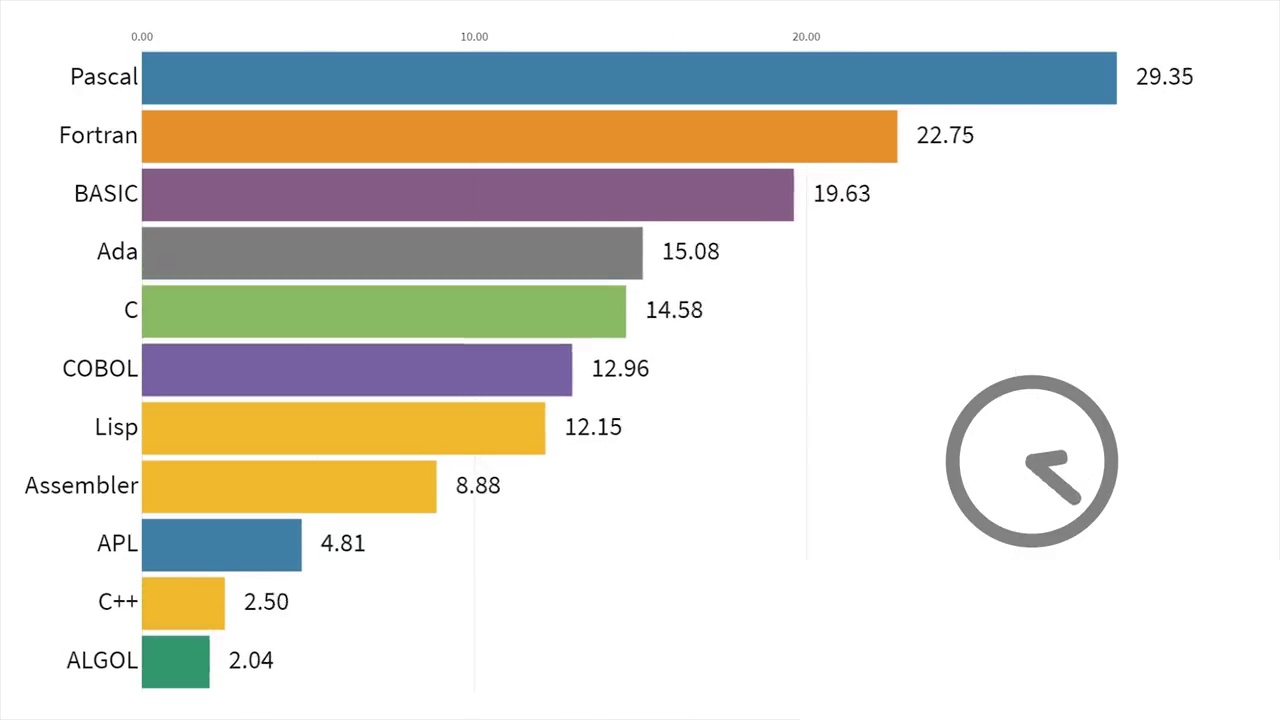 0.00 10.00 20.00
Pascal 29.35
Fortran 22.75
BASIC 19.63
Ada 15.08
C 14.58
COBOL 12.96
Lisp 12.15
Assembler 8.88
APL 4.81
C++ 2.50
ALGOL 2.04